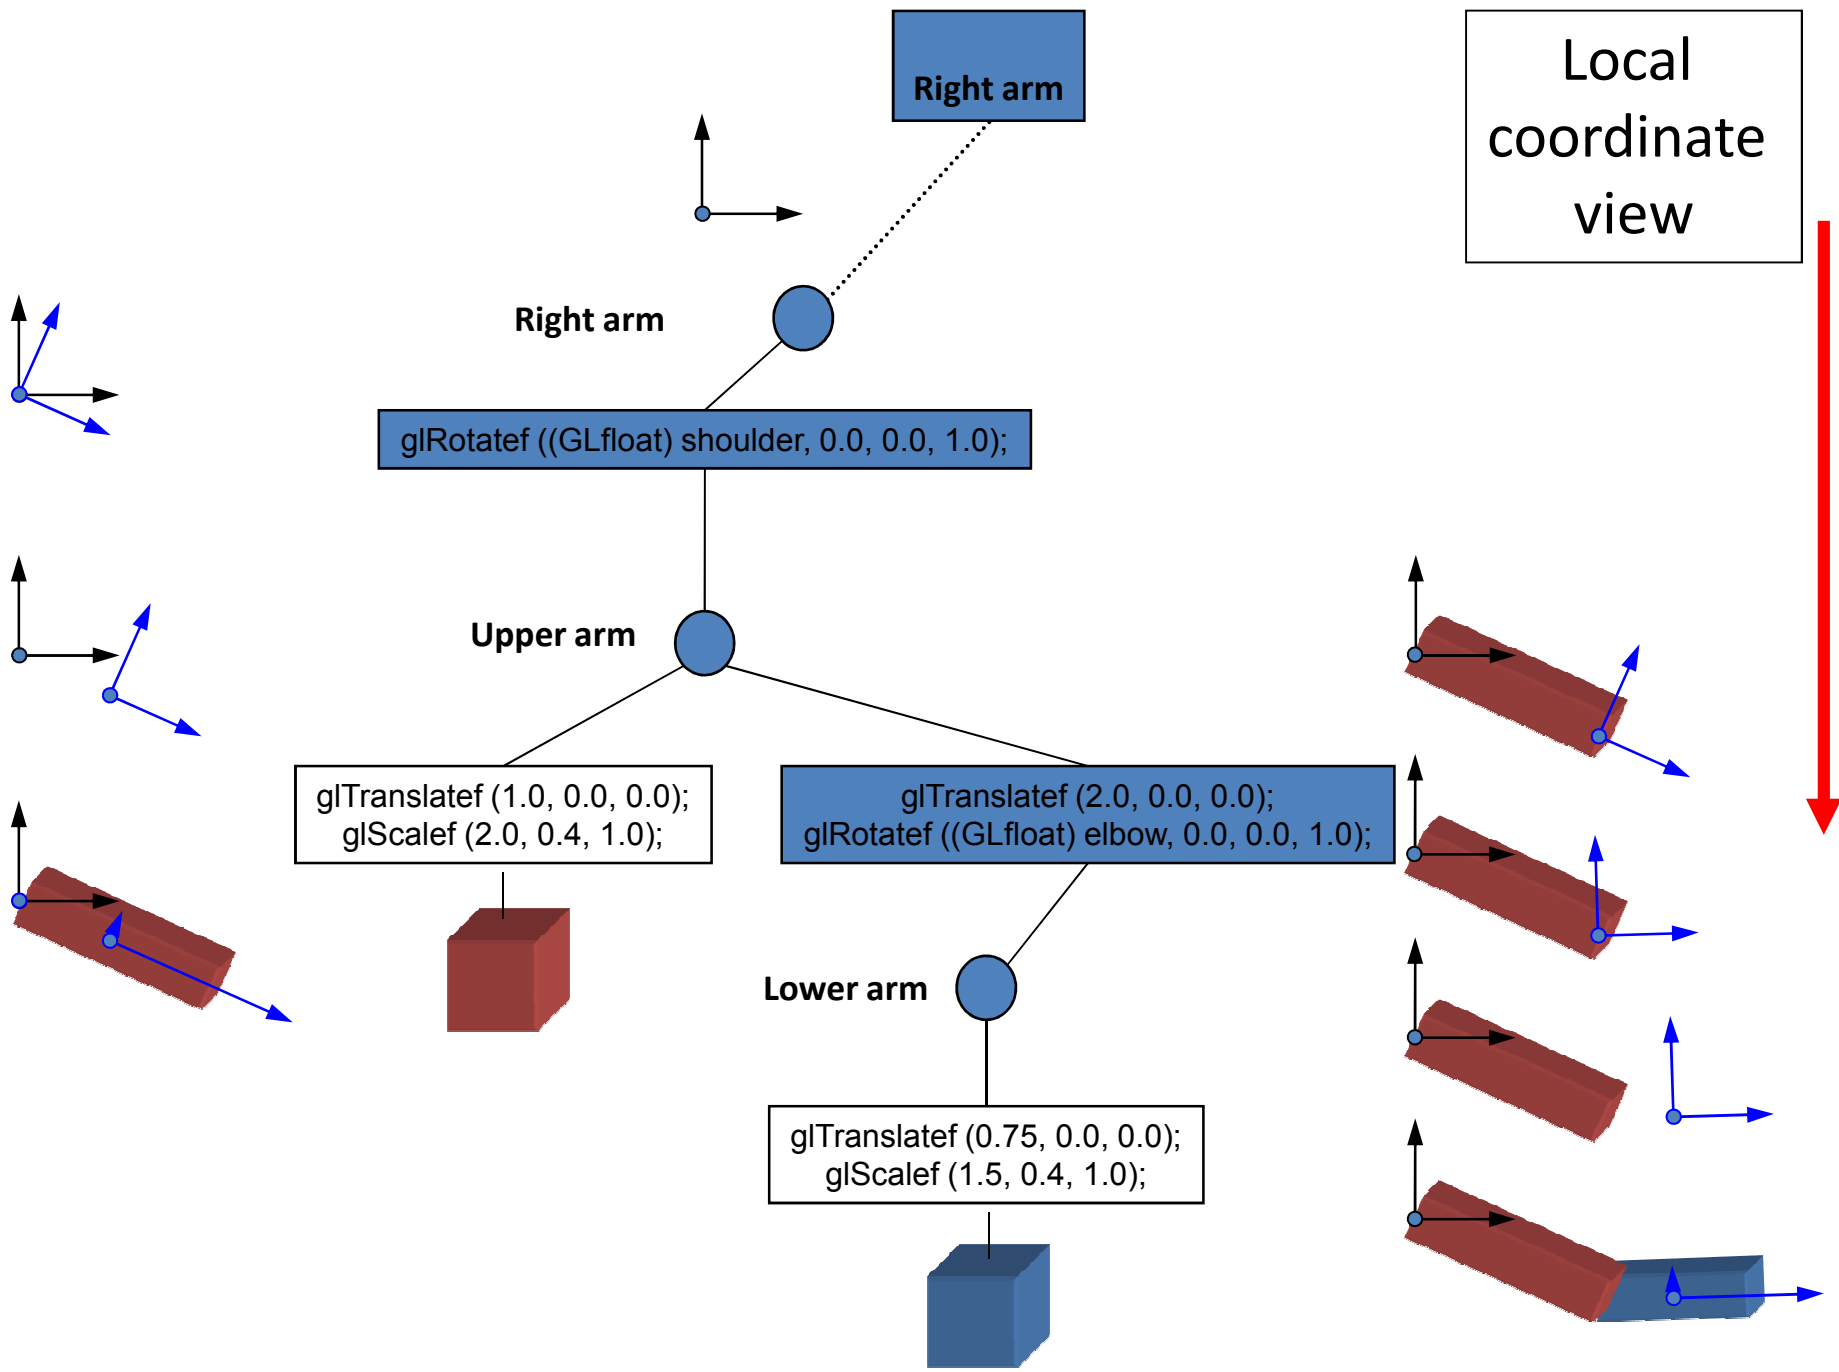 Right arm
Local
coordinate
view
Right arm
glRotatef ((GLfloat) shoulder, 0.0, 0.0, 1.0);
Upper arm
glTranslatef (1.0, 0.0, 0.0);
glScalef (2.0, 0.4, 1.0);
glTranslatef (2.0, 0.0, 0.0);
glRotatef ((GLfloat) elbow, 0.0, 0.0, 1.0);
Lower arm
glTranslatef (0.75, 0.0, 0.0);
glScalef (1.5, 0.4, 1.0);